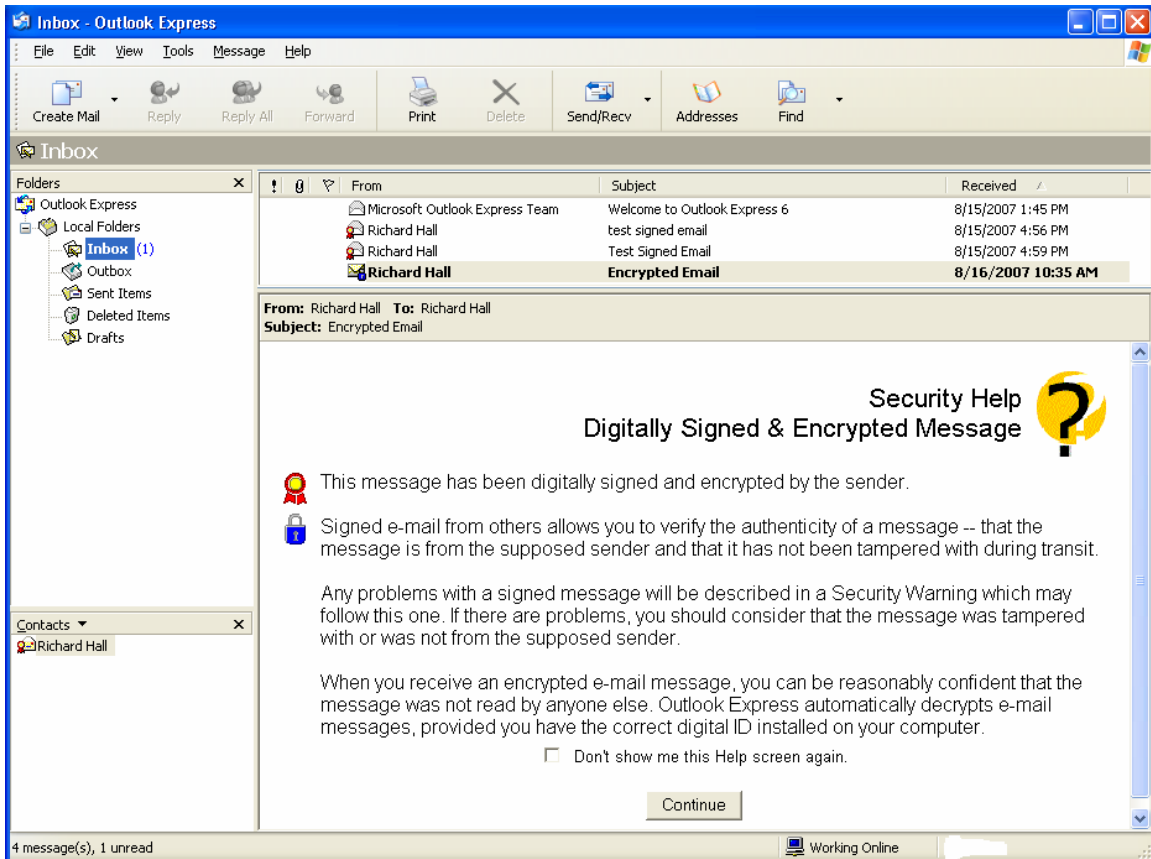 Inbox - Outlook Express
File Edit View Tools Message Help
Create Mail Reply Reply All Forward Print Delete Send/Recv Addresses Find
Inbox
Folders
Outlook Express
Local Folders
Inbox (1)
Outbox
Sent Items
Deleted Items
Drafts
Contacts
Richard Hall
! From Subject Received
Microsoft Outlook Express Team Welcome to Outlook Express 6 8/15/2007 1:45 PM
Richard Hall test signed email 8/15/2007 4:56 PM
Richard Hall Test Signed Email 8/15/2007 4:59 PM
Richard Hall Encrypted Email 8/16/2007 10:35 AM
From: Richard Hall To: Richard Hall
Subject: Encrypted Email
Security Help
Digitally Signed & Encrypted Message
?
This message has been digitally signed and encrypted by the sender.
Signed e-mail from others allows you to verify the authenticity of a message -- that the
message is from the supposed sender and that it has not been tampered with during transit.
Any problems with a signed message will be described in a Security Warning which may
follow this one. If there are problems, you should consider that the message was tampered
with or was not from the supposed sender.
When you receive an encrypted e-mail message, you can be reasonably confident that the
message was not read by anyone else. Outlook Express automatically decrypts e-mail
messages, provided you have the correct digital ID installed on your computer.
Don't show me this Help screen again.
Continue
4 message(s), 1 unread
Working Online